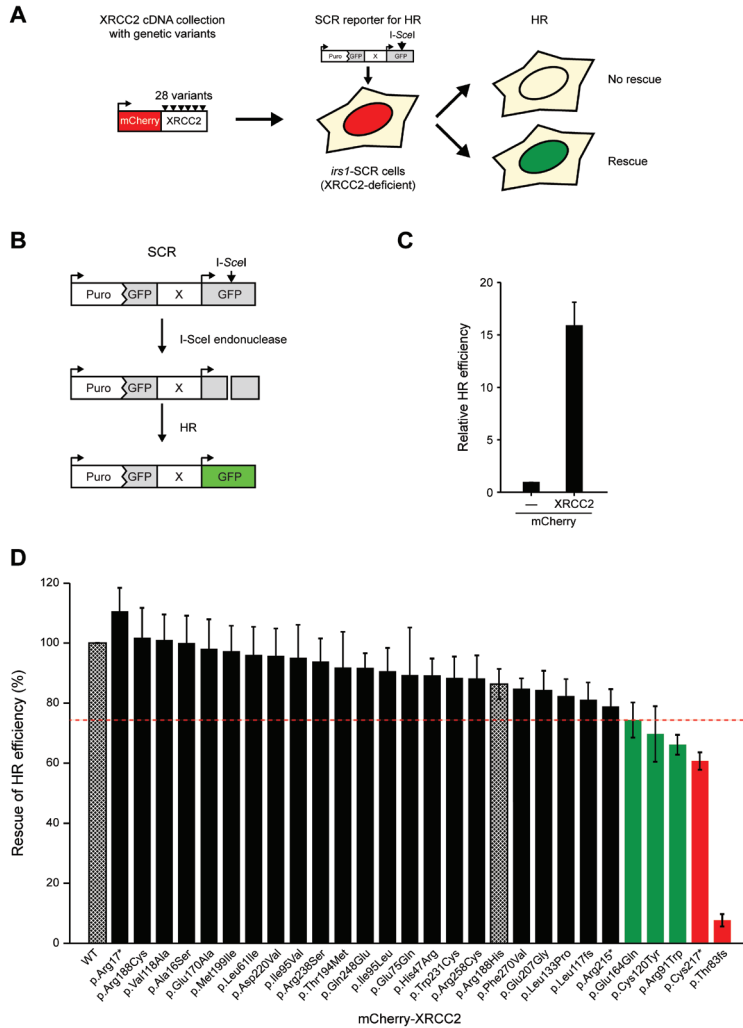 A
XRCC2 cDNA collection
with genetic variants
SCR reporter for HR
HR
I-SceI
Puro GFP X GFP
28 variants
mCherry XRCC2
No rescue
Rescue
irs1-SCR cells
(XRCC2-deficient)
B
SCR
I-SceI
Puro GFP X GFP
I-SceI endonuclease
Puro GFP X
HR
Puro GFP X GFP
C
Relative HR efficiency
20
15
10
5
0
— XRCC2
mCherry
D
Rescue of HR efficiency (%)
120
100
80
60
40
20
0
WT
p.Arg17*
p.Arg188Cys
p.Val118Ala
p.Ala16Ser
p.Glu170Ala
p.Met199Ile
p.Leu61Ile
p.Asp220Val
p.Ile95Val
p.Arg238Ser
p.Thr194Met
p.Gln248Glu
p.Ile95Leu
p.Glu75Gln
p.His47Arg
p.Trp231Cys
p.Arg258Cys
p.Arg188His
p.Phe270Val
p.Glu207Gly
p.Leu133Pro
p.Leu117fs
p.Arg215*
p.Glu164Gln
p.Cys120Tyr
p.Arg91Trp
p.Cys217*
p.Thr83fs
mCherry-XRCC2